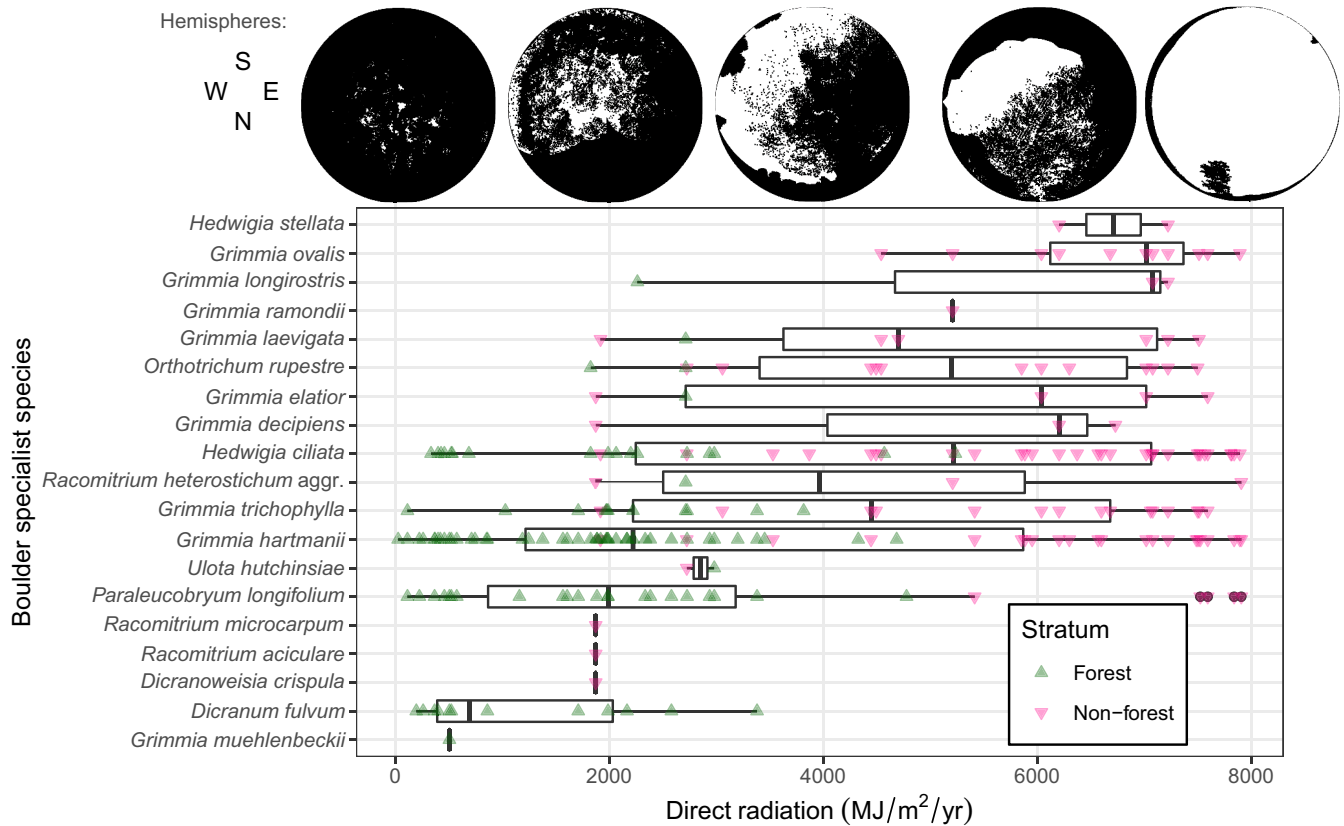 Hemispheres:
S
W E
N
Hedwigia stellata
Grimmia ovalis
Grimmia longirostris
Grimmia ramondii
Grimmia laevigata
Orthotrichum rupestre
Grimmia elatior
Grimmia decipiens
Hedwigia ciliata
Racomitrium heterostichum aggr.
Grimmia trichophylla
Grimmia hartmanii
Ulota hutchinsiae
Paraleucobryum longifolium
Racomitrium microcarpum
Racomitrium aciculare
Dicranoweisia crispula
Dicranum fulvum
Grimmia muehlenbeckii
Boulder specialist species
Stratum
Forest
Non−forest
0 2000 4000 6000 8000
Direct radiation (MJ/m²/yr)